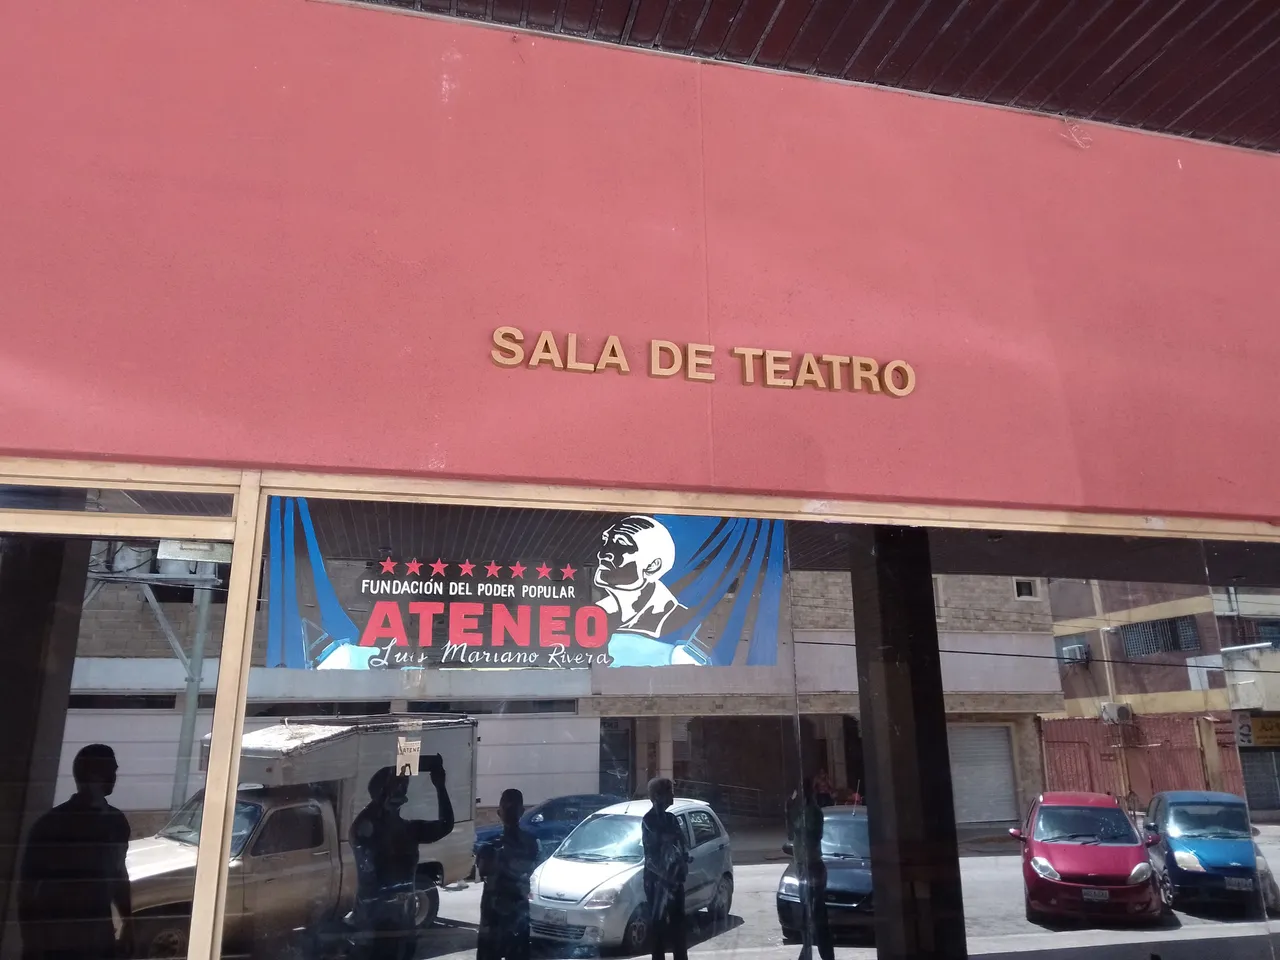 SALA DE TEATRO
FUNDACIÓN DEL PODER POPULAR
ATENEO
Luis Mariano Rivera